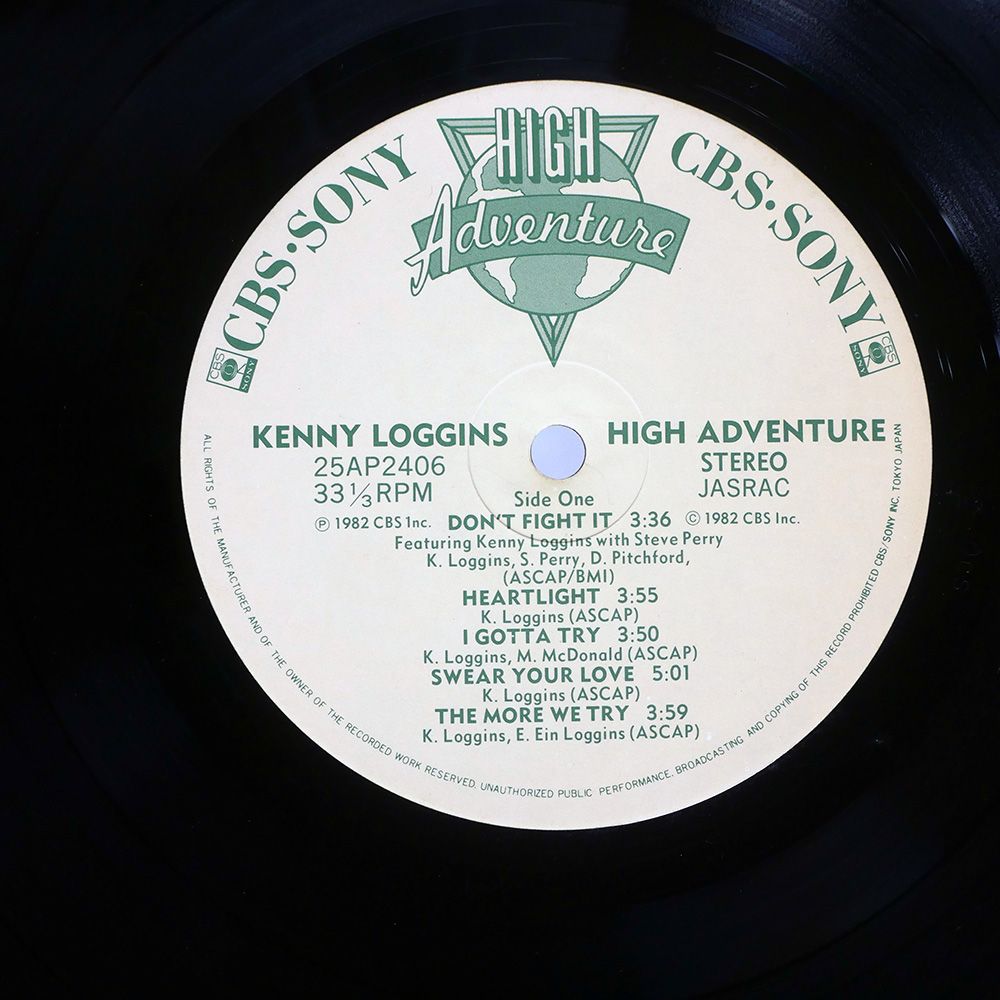 HIGH
Adventure
CBS·SONY
CBS·SONY
CBS
SONY
CBS
SONY
KENNY LOGGINS
HIGH ADVENTURE
25AP2406
STEREO
33 1/3 RPM
JASRAC
Side One
℗ 1982 CBS Inc.
DON'T FIGHT IT 3:36
© 1982 CBS Inc.
Featuring Kenny Loggins with Steve Perry
K. Loggins, S. Perry, D. Pitchford,
(ASCAP/BMI)
HEARTLIGHT 3:55
K. Loggins (ASCAP)
I GOTTA TRY 3:50
K. Loggins, M. McDonald (ASCAP)
SWEAR YOUR LOVE 5:01
K. Loggins (ASCAP)
THE MORE WE TRY 3:59
K. Loggins, E. Ein Loggins (ASCAP)
ALL RIGHTS OF THE MANUFACTURER AND OF THE OWNER OF THE RECORDED WORK RESERVED. UNAUTHORIZED PUBLIC PERFORMANCE, BROADCASTING AND COPYING OF THIS RECORD PROHIBITED CBS/SONY INC. TOKYO JAPAN